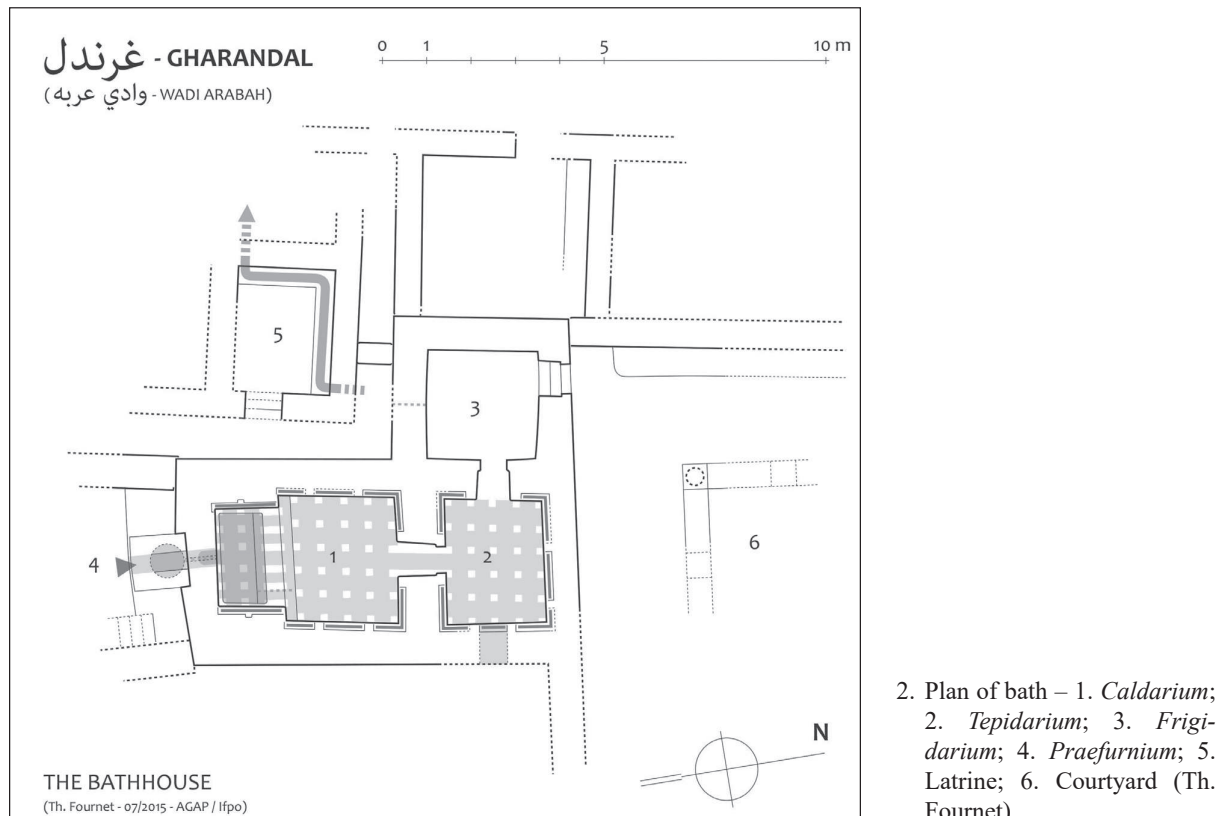 غرندل - GHARANDAL
(وادي عربه - WADI ARABAH)
0 1 5 10 m
5
3
4
1
2
6
N
THE BATHHOUSE
(Th. Fournet - 07/2015 - AGAP / Ifpo)
2. Plan of bath – 1. Caldarium;
2. Tepidarium; 3. Frigi-
darium; 4. Praefurnium; 5.
Latrine; 6. Courtyard (Th.
Fournet)